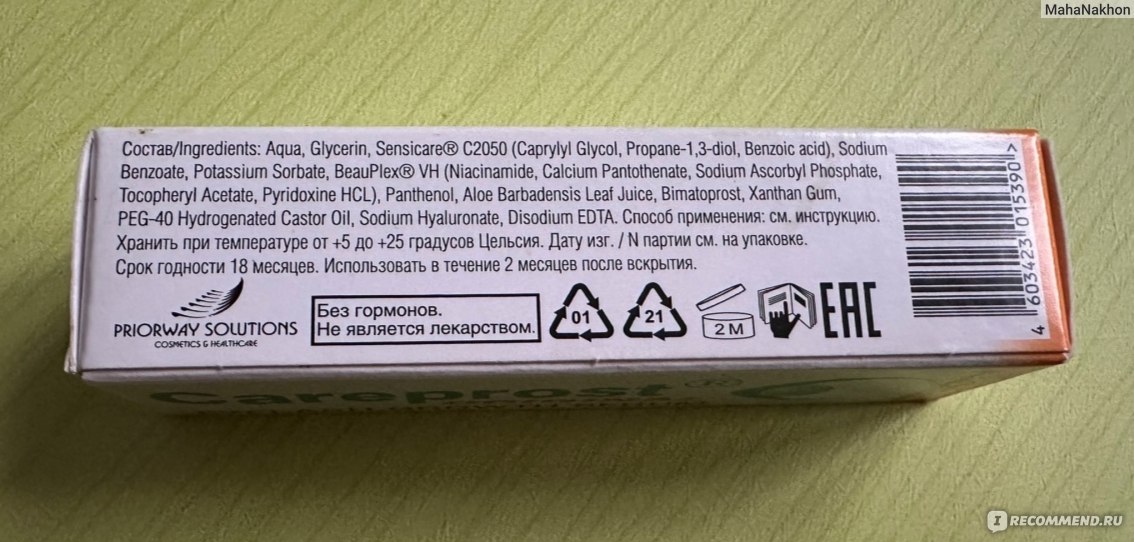 MahaNakhon
Состав/Ingredients: Aqua, Glycerin, Sensicare® C2050 (Caprylyl Glycol, Propane-1,3-diol, Benzoic acid), Sodium
Benzoate, Potassium Sorbate, BeauPlex® VH (Niacinamide, Calcium Pantothenate, Sodium Ascorbyl Phosphate,
Tocopheryl Acetate, Pyridoxine HCL), Panthenol, Aloe Barbadensis Leaf Juice, Bimatoprost, Xanthan Gum,
PEG-40 Hydrogenated Castor Oil, Sodium Hyaluronate, Disodium EDTA. Способ применения: см. инструкцию.
Хранить при температуре от +5 до +25 градусов Цельсия. Дату изг. / N партии см. на упаковке.
Срок годности 18 месяцев. Использовать в течение 2 месяцев после вскрытия.
PRIORWAY SOLUTIONS
COSMETICS & HEALTHCARE
Без гормонов.
Не является лекарством.
01
21
2 M
EAC
4 603423 015390 >
Careprost®
IRECOMMEND.RU